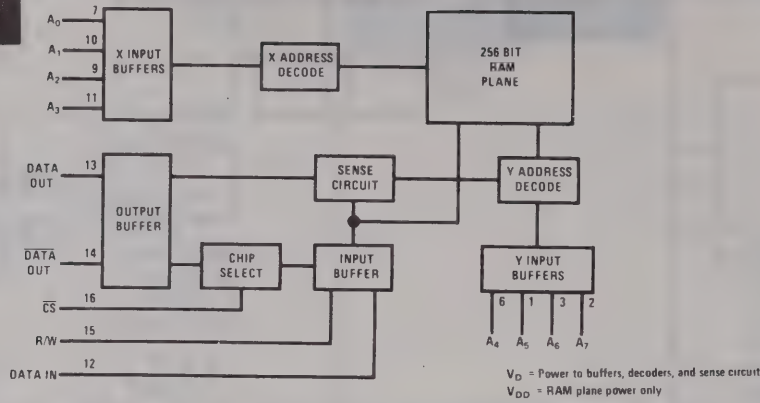 A₀ 7
A₁ 10
A₂ 9
A₃ 11
X INPUT
BUFFERS
X ADDRESS
DECODE
256 BIT
RAM
PLANE
DATA
OUT
13
OUTPUT
BUFFER
SENSE
CIRCUIT
Y ADDRESS
DECODE
DATA
OUT
14
CHIP
SELECT
INPUT
BUFFER
Y INPUT
BUFFERS
CS 16
R/W 15
DATA IN 12
6 1 3 2
A₄ A₅ A₆ A₇
V_D = Power to buffers, decoders, and sense circuit
V_DD = RAM plane power only